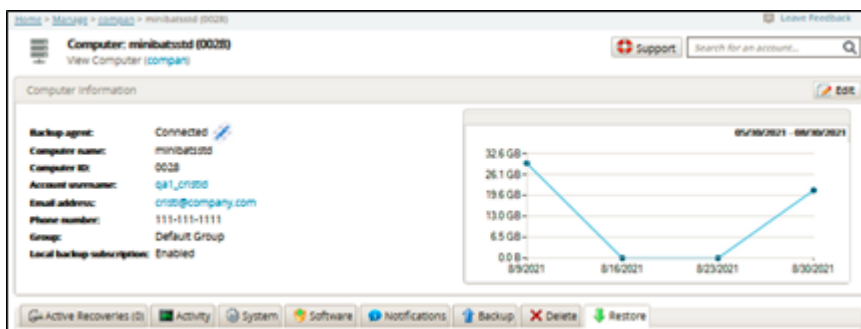 Home > Manage > compan > minibatsstd (0028)
Leave Feedback
Computer: minibatsstd (0028)
View Computer (compan)
Support
Search for an account...
Computer Information
Edit
Backup agent: Connected
Computer name: minibatsstd
Computer ID: 0028
Account username: qa1_cristid
Email address: cristi@company.com
Phone number: 111-111-1111
Group: Default Group
Local backup subscription: Enabled
05/30/2021 - 08/30/2021
32.6 GB
26.1 GB
19.6 GB
13.0 GB
6.5 GB
0.0 B
8/9/2021 8/16/2021 8/23/2021 8/30/2021
Active Recoveries (0) Activity System Software Notifications Backup Delete Restore